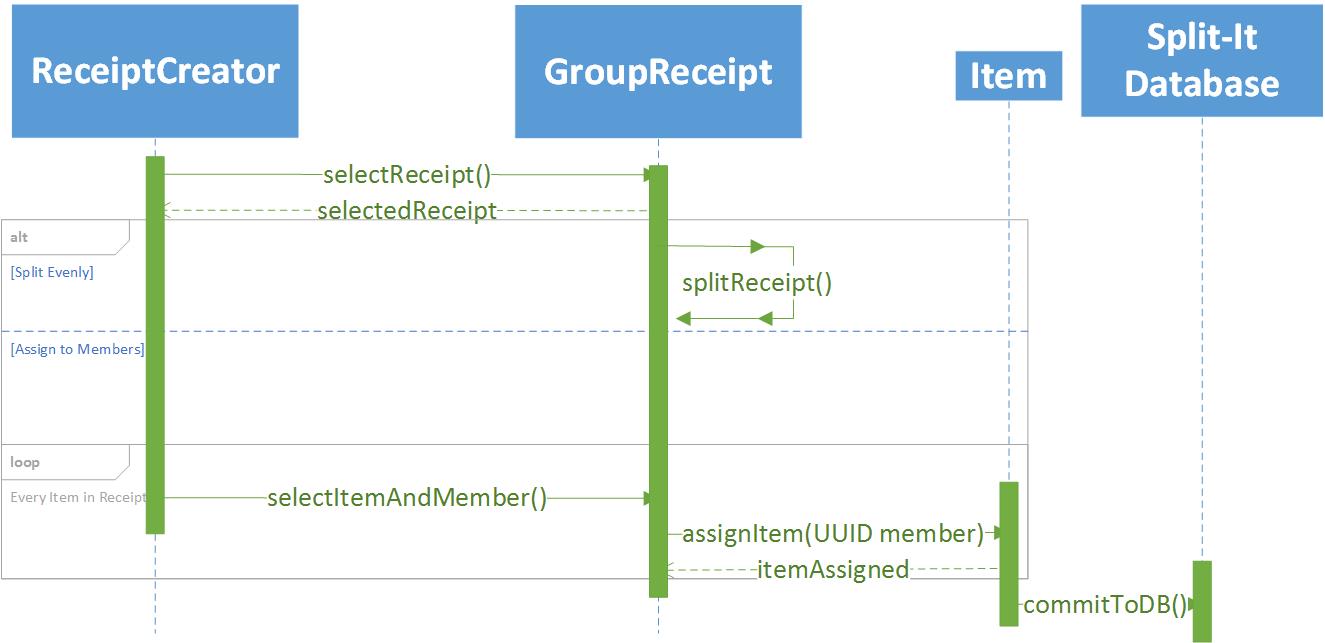 ReceiptCreator
GroupReceipt
Item
Split-It
Database
selectReceipt()
selectedReceipt
alt
[Split Evenly]
splitReceipt()
[Assign to Members]
loop
Every Item in Receipt
selectItemAndMember()
assignItem(UUID member)
itemAssigned
commitToDB()